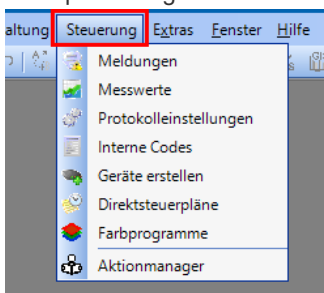 altung Steuerung Extras Fenster Hilfe
Meldungen
Messwerte
Protokolleinstellungen
Interne Codes
Geräte erstellen
Direktsteuerpläne
Farbprogramme
Aktionmanager